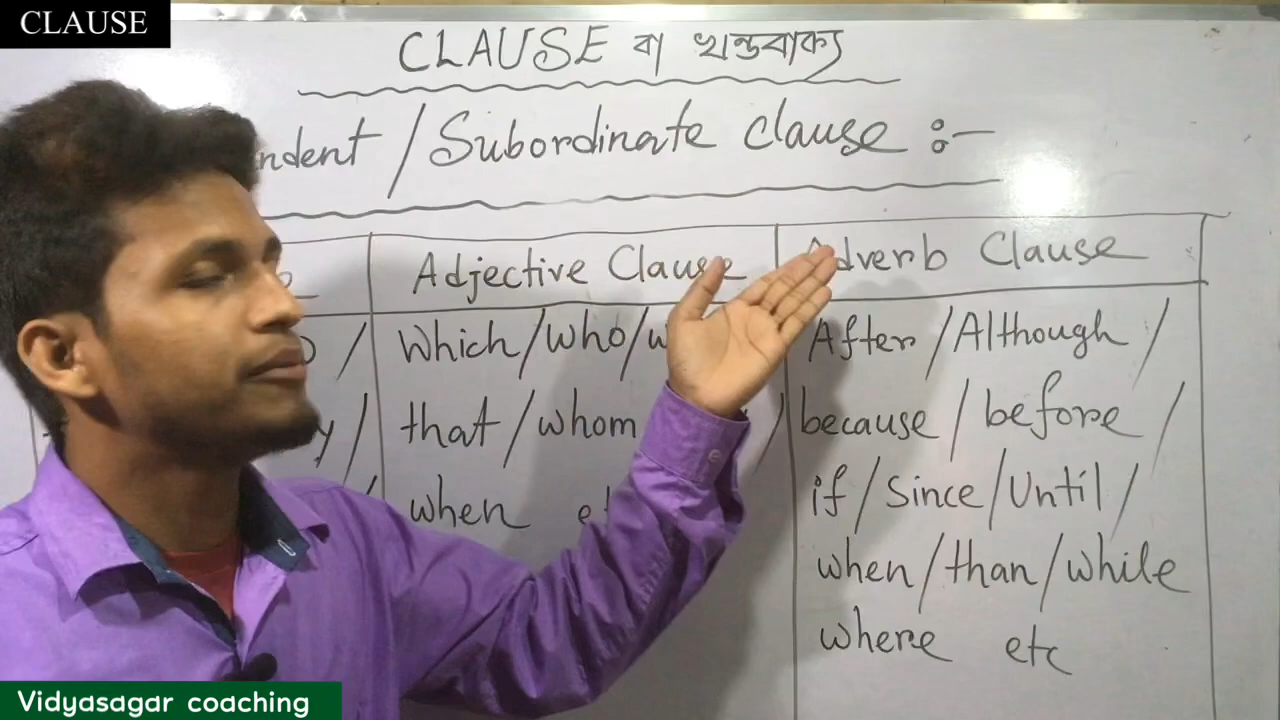 CLAUSE
CLAUSE বা খন্ডবাক্য
ndent / Subordinate clause :-
Adjective Clause
Adverb Clause
Which / who /
that / whom
when
After / Although /
because / before /
if / Since / Until /
when / than / while
where etc
Vidyasagar coaching